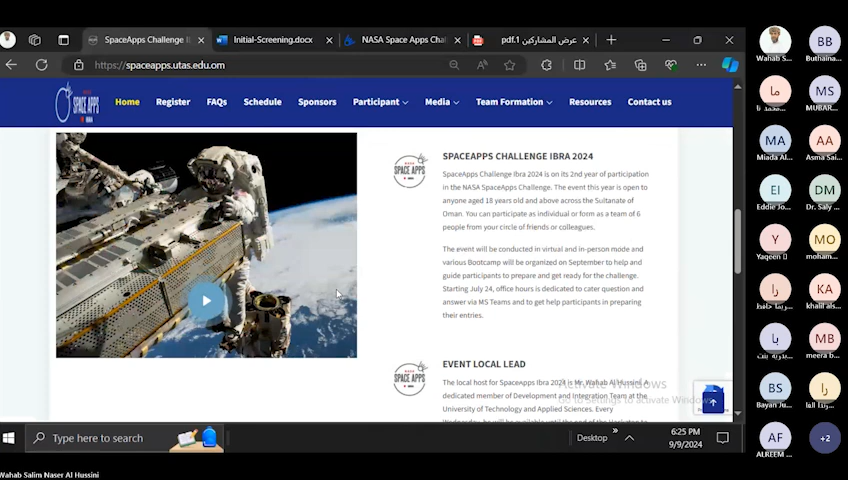 SpaceApps Challenge I
Initial-Screening.docx
NASA Space Apps Chal
عرض المشاركين 1.pdf
https://spaceapps.utas.edu.om
SPACE APPS
Home
Register
FAQs
Schedule
Sponsors
Participant
Media
Team Formation
Resources
Contact us
SPACE APPS
SPACEAPPS CHALLENGE IBRA 2024
SpaceApps Challenge Ibra 2024 is on its 2nd year of participation
in the NASA SpaceApps Challenge. The event this year is open to
anyone aged 18 years old and above across the Sultanate of
Oman. You can participate as individual or form as a team of 6
people from your circle of friends or colleagues.
The event will be conducted in virtual and in-person mode and
various Bootcamp will be organized on September to help and
guide participants to prepare and get ready for the challenge.
Starting July 24, office hours is dedicated to cater question and
answer via MS Teams and to get help participants in preparing
their entries.
SPACE APPS
EVENT LOCAL LEAD
The local host for SpaceApps Ibra 2024 is Mr. Wahab Al Hussini. A
dedicated member of Development and Integration Team at the
University of Technology and Applied Sciences. Every
Activate Windows
Go to Settings to activate Windows.
Type here to search
Desktop
6:25 PM
9/9/2024
Wahab S...
BB
Buthaina...
ما
MS
MUBAR...
MA
Miada Al...
AA
Asma Sai...
EI
Eddie Jo...
DM
Dr. Saly ...
Y
Yaqeen
MO
moham...
را
KA
khalil als...
با
MB
meera b...
BS
Bayan Ju...
را
AF
ALREEM ...
+2
Wahab Salim Naser Al Hussini